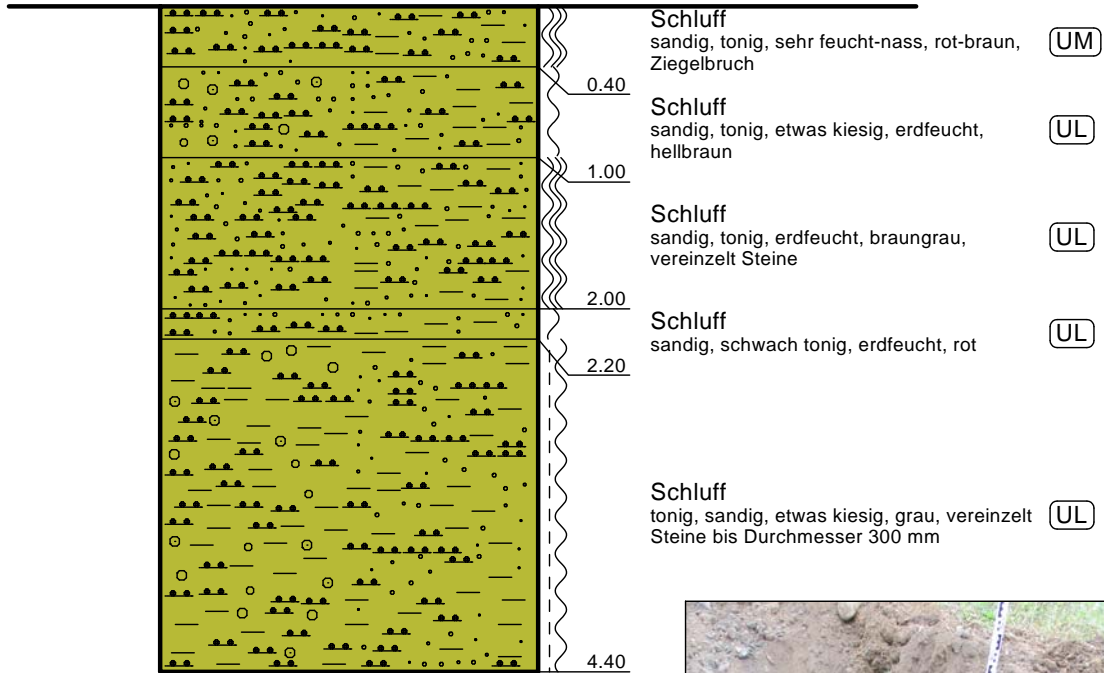 Schluff
sandig, tonig, sehr feucht-nass, rot-braun,
Ziegelbruch
UM
0.40
Schluff
sandig, tonig, etwas kiesig, erdfeucht,
hellbraun
UL
1.00
Schluff
sandig, tonig, erdfeucht, braungrau,
vereinzelt Steine
UL
2.00
Schluff
sandig, schwach tonig, erdfeucht, rot
UL
2.20
Schluff
tonig, sandig, etwas kiesig, grau, vereinzelt
Steine bis Durchmesser 300 mm
UL
4.40